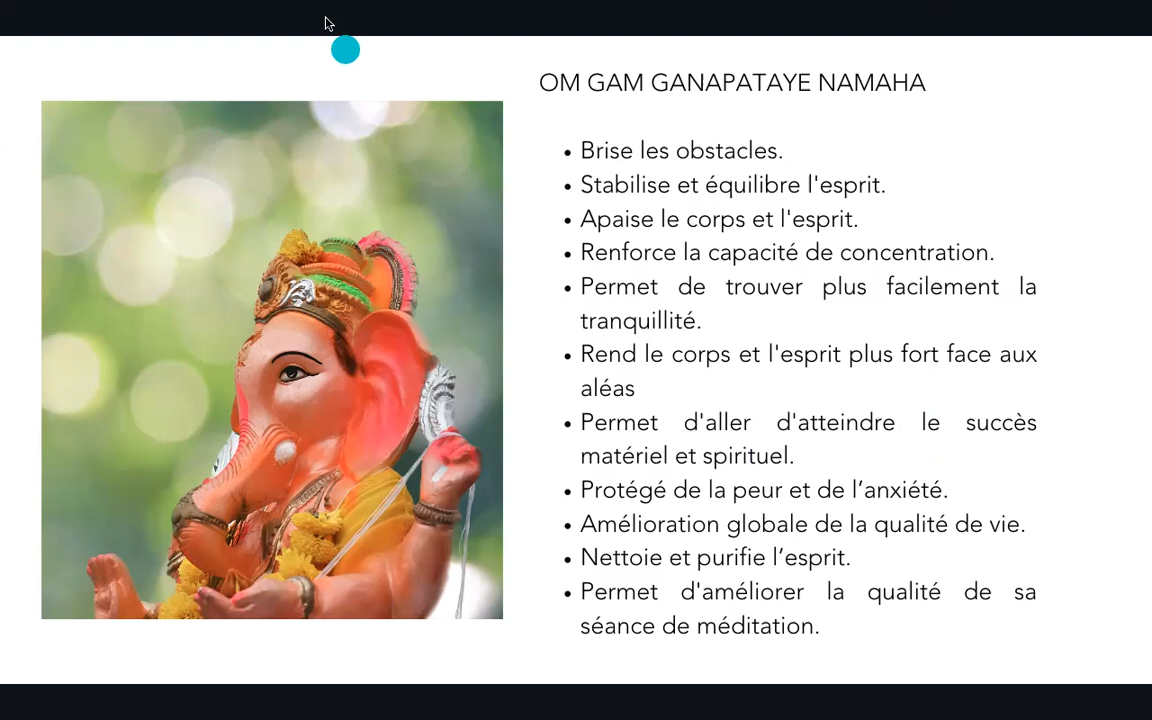 OM GAM GANAPATAYE NAMAHA
• Brise les obstacles.
• Stabilise et équilibre l'esprit.
• Apaise le corps et l'esprit.
• Renforce la capacité de concentration.
• Permet de trouver plus facilement la
tranquillité.
• Rend le corps et l'esprit plus fort face aux
aléas
• Permet d'aller d'atteindre le succès
matériel et spirituel.
• Protégé de la peur et de l’anxiété.
• Amélioration globale de la qualité de vie.
• Nettoie et purifie l’esprit.
• Permet d'améliorer la qualité de sa
séance de méditation.